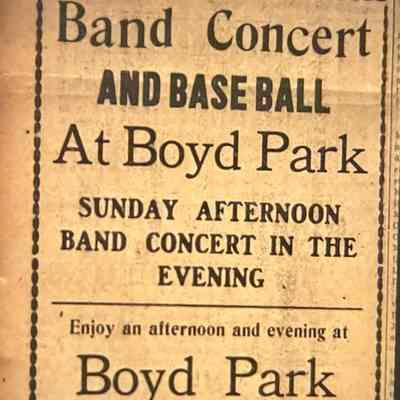 Band Concert
AND BASE BALL
At Boyd Park
SUNDAY AFTERNOON
BAND CONCERT IN THE
EVENING
Enjoy an afternoon and evening at
Boyd Park